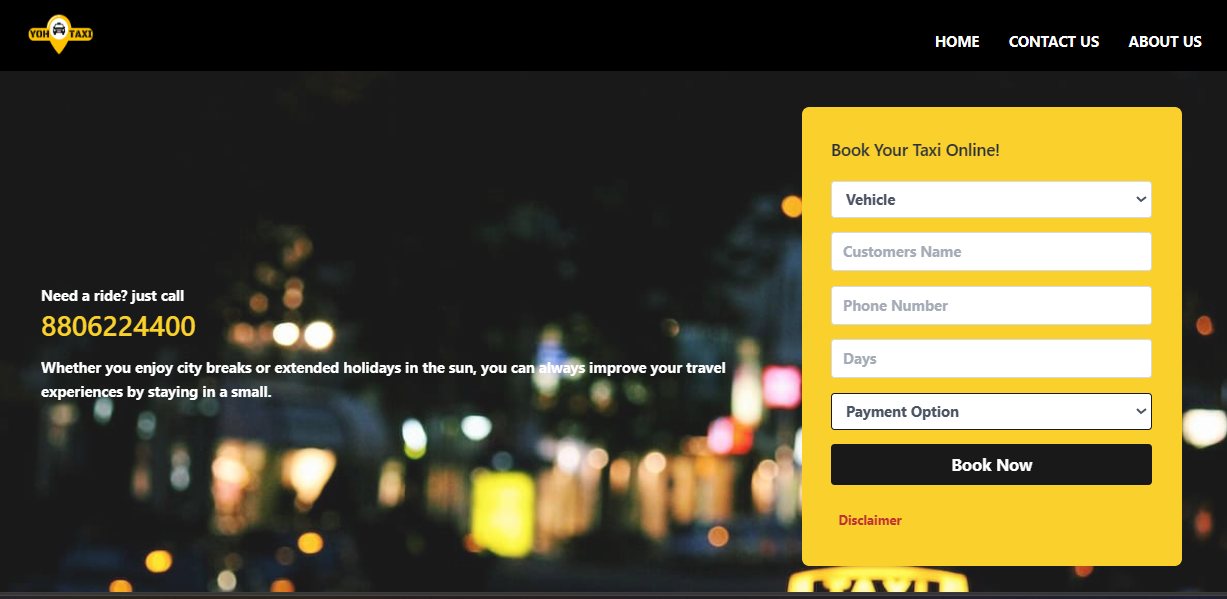 YOH TAXI
HOME
CONTACT US
ABOUT US
Book Your Taxi Online!
Vehicle
Customers Name
Phone Number
Days
Payment Option
Book Now
Disclaimer
Need a ride? just call
8806224400
Whether you enjoy city breaks or extended holidays in the sun, you can always improve your travel
experiences by staying in a small.
TAXI